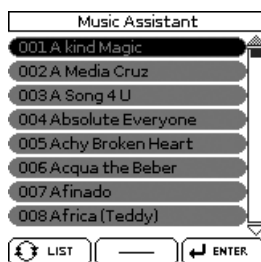 Music Assistant
001 A kind Magic
002 A Media Cruz
003 A Song 4 U
004 Absolute Everyone
005 Achy Broken Heart
006 Acqua the Beber
007 Afinado
008 Africa (Teddy)
LIST ENTER